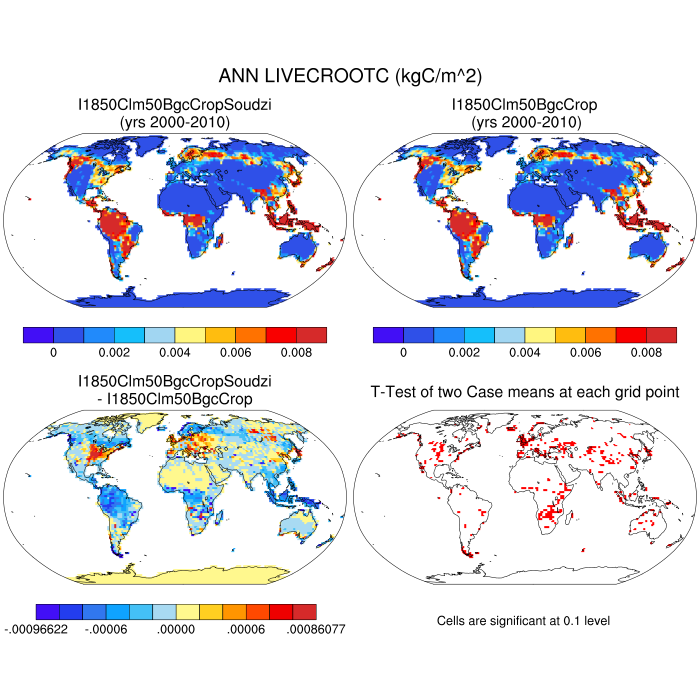 ANN LIVECROOTC (kgC/m^2)
I1850Clm50BgcCropSoudzi
(yrs 2000-2010)
I1850Clm50BgcCrop
(yrs 2000-2010)
0 0.002 0.004 0.006 0.008
0 0.002 0.004 0.006 0.008
I1850Clm50BgcCropSoudzi
- I1850Clm50BgcCrop
T-Test of two Case means at each grid point
-.00096622 -.00006 .00000 .00006 .00086077
Cells are significant at 0.1 level